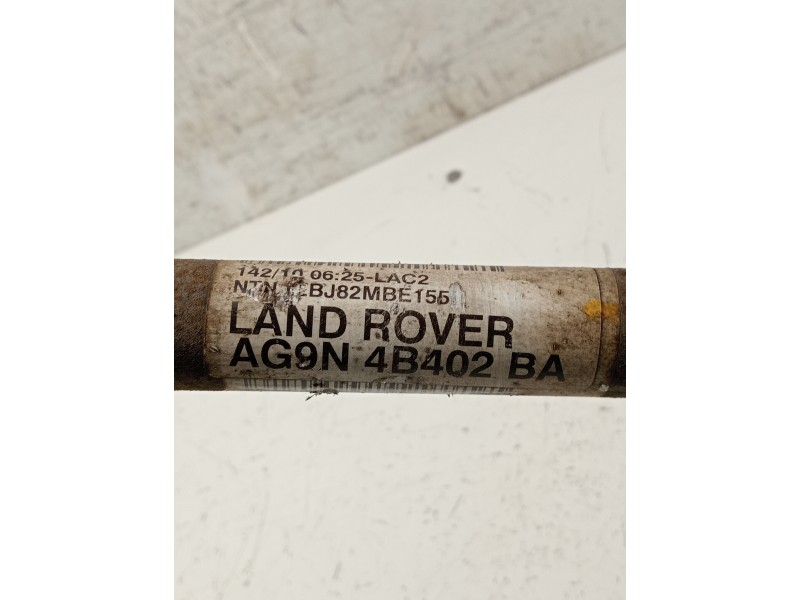 142/10 06:25-LAC2
NTN
LAND ROVER
AG9N 4B402 BA